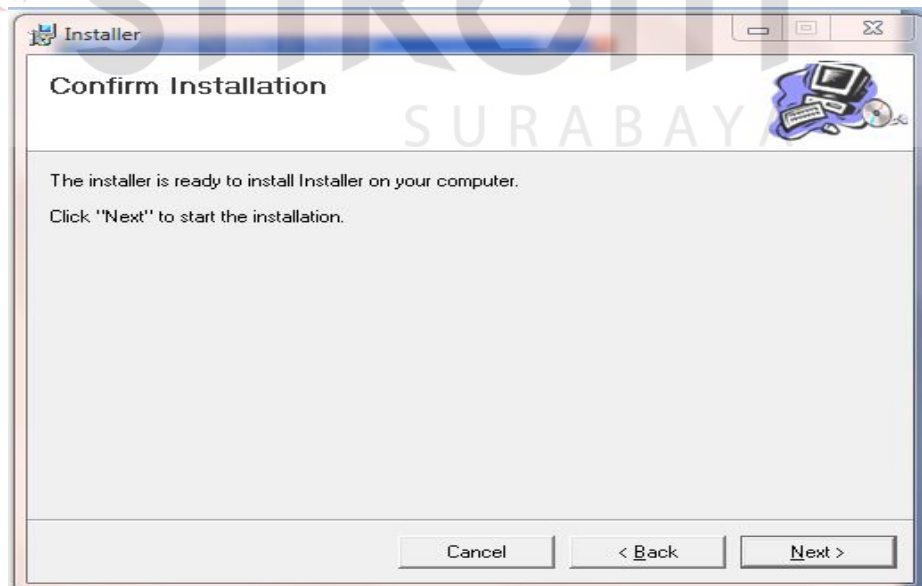 Installer
Confirm Installation
SURABAYA
The installer is ready to install Installer on your computer.
Click "Next" to start the installation.
Cancel
< Back
Next >